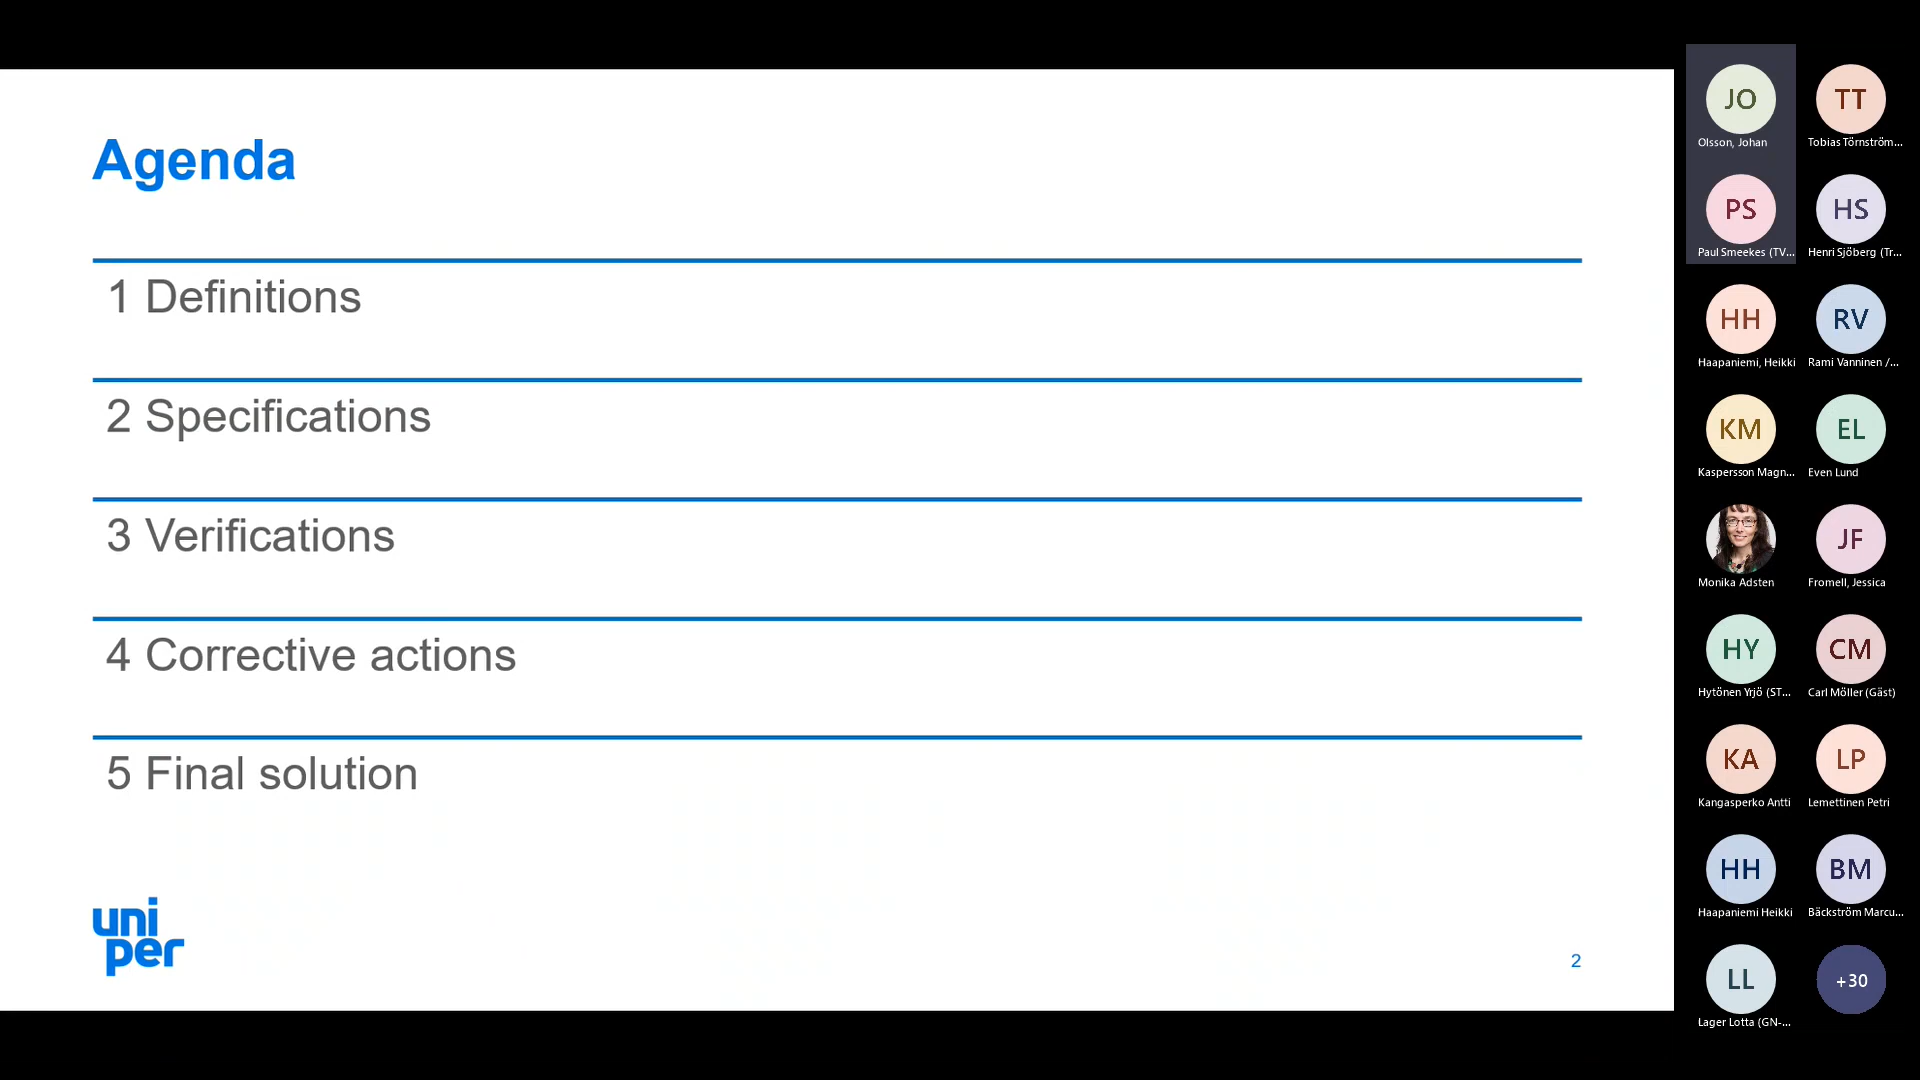 Agenda
1 Definitions
2 Specifications
3 Verifications
4 Corrective actions
5 Final solution
uni
per
2
JO
Olsson, Johan
TT
Tobias Törnström...
PS
Paul Smeekes (TV...
HS
Henri Sjöberg (Tr...
HH
Haapaniemi, Heikki
RV
Rami Vanninen /...
KM
Kaspersson Magn...
EL
Even Lund
Monika Adsten
JF
Fromell, Jessica
HY
Hytönen Yrjö (ST...
CM
Carl Möller (Gäst)
KA
Kangasperko Antti
LP
Lemettinen Petri
HH
Haapaniemi Heikki
BM
Bäckström Marcu...
LL
Lager Lotta (GN-...
+30